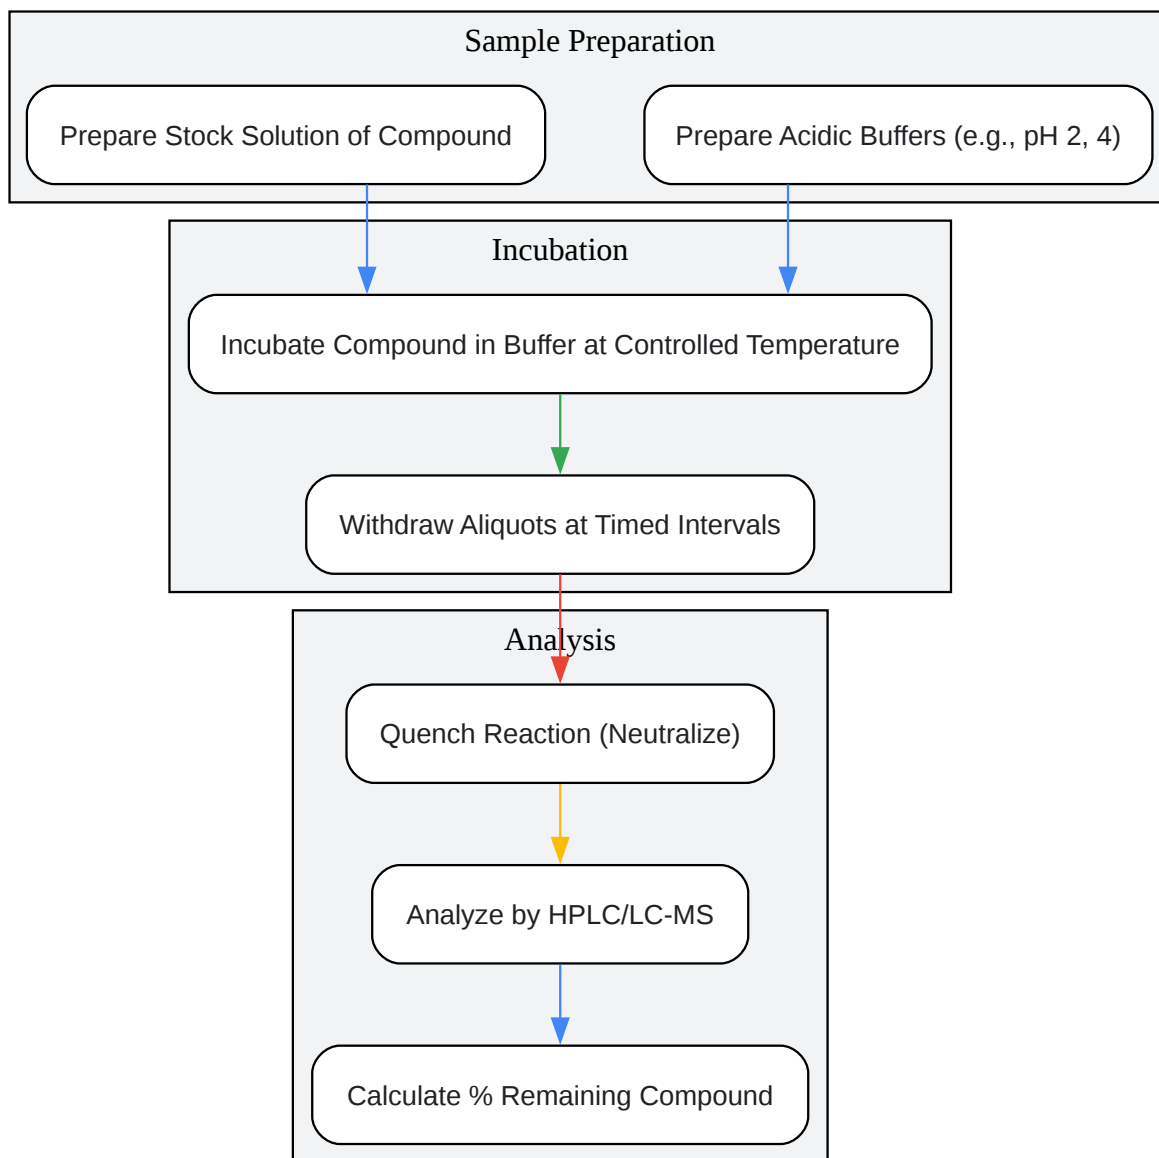 Sample Preparation
Prepare Stock Solution of Compound
Prepare Acidic Buffers (e.g., pH 2, 4)
Incubation
Incubate Compound in Buffer at Controlled Temperature
Withdraw Aliquots at Timed Intervals
Analysis
Quench Reaction (Neutralize)
Analyze by HPLC/LC-MS
Calculate % Remaining Compound